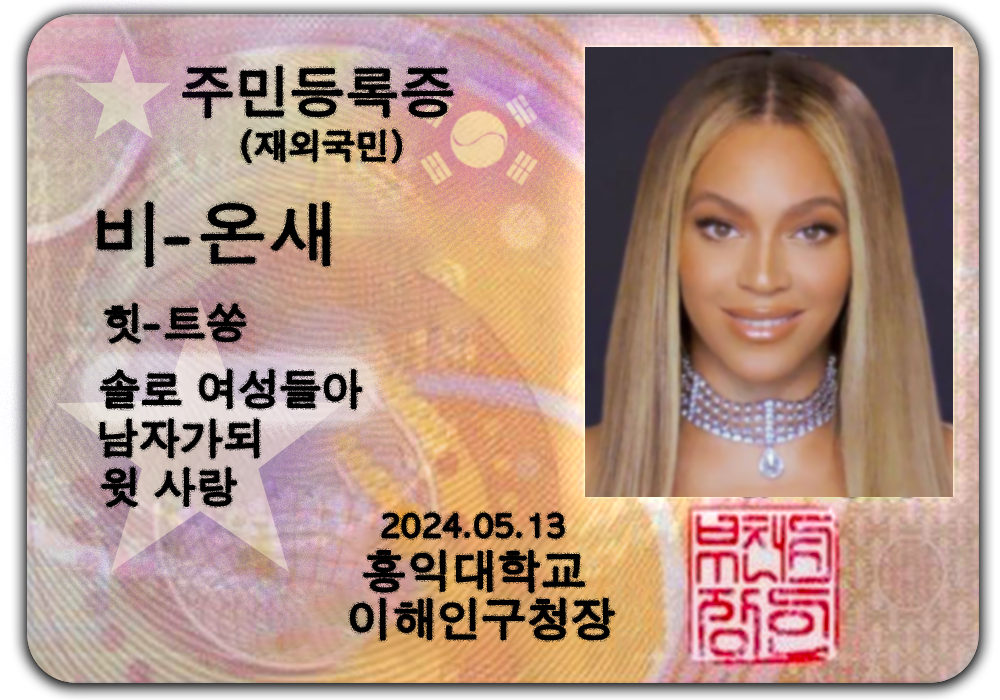 주민등록증
(재외국민)
비-온새
힛-트쏭
솔로 여성들아
남자가되
윗 사랑
2024.05.13
홍익대학교
이해인구청장